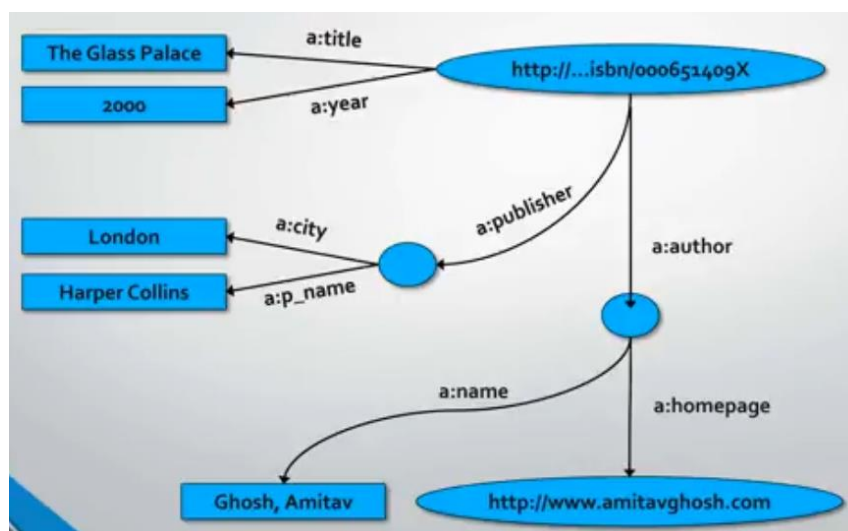 a:title
The Glass Palace
http://...isbn/000651409X
2000
a:year
a:publisher
a:city
London
a:author
Harper Collins
a:p_name
a:name
a:homepage
Ghosh, Amitav
http://www.amitavghosh.com